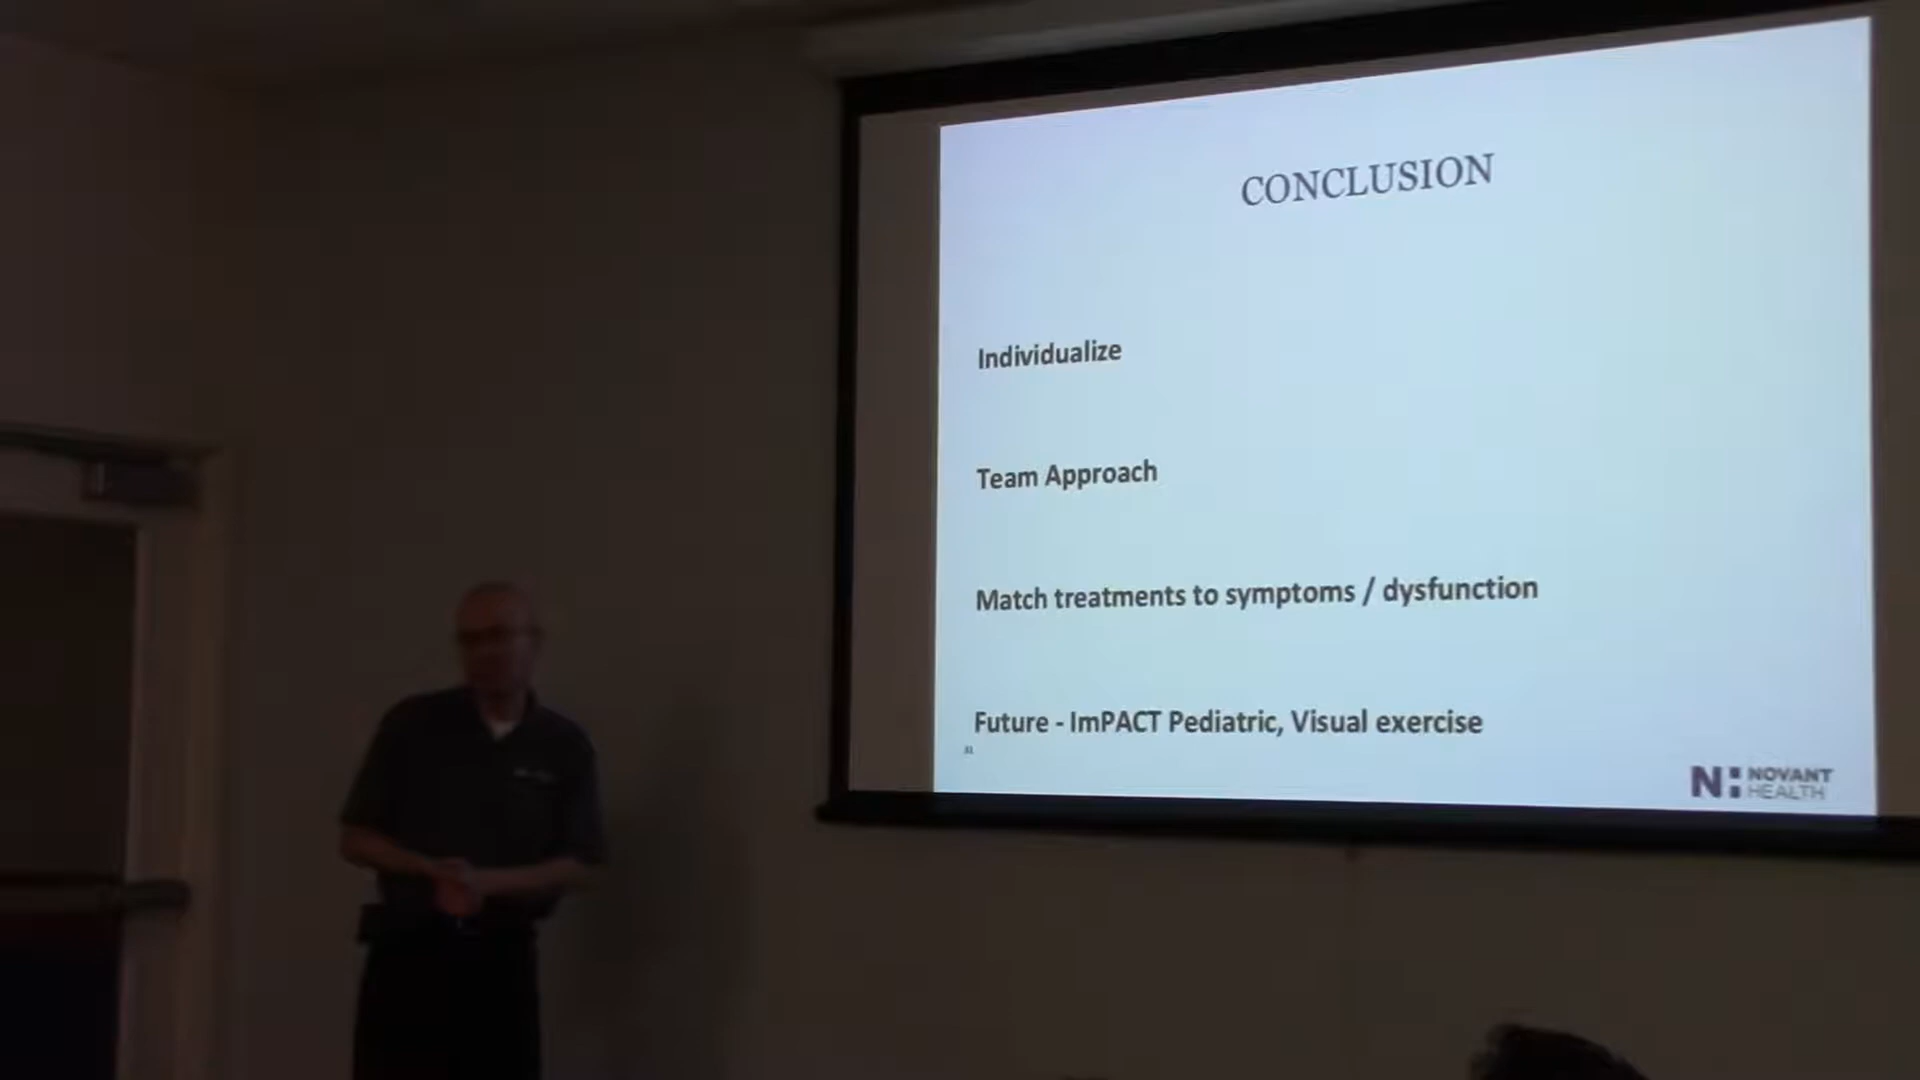 CONCLUSION
Individualize
Team Approach
Match treatments to symptoms / dysfunction
Future - ImPACT Pediatric, Visual exercise
NOVANT
HEALTH